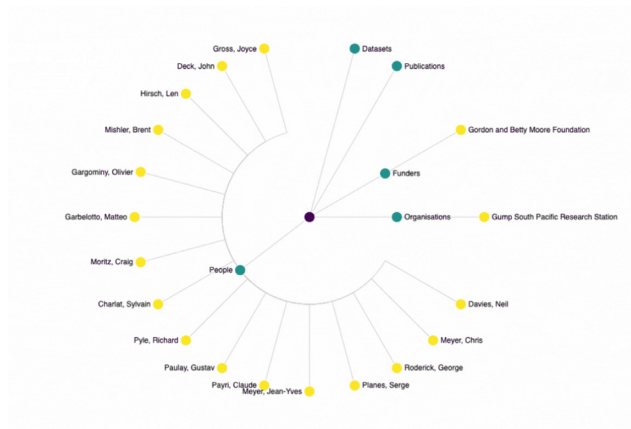 Gross, Joyce
Datasets
Deck, John
Publications
Hirsch, Len
Mishler, Brent
Gordon and Betty Moore Foundation
Gargominy, Olivier
Funders
Garbelotto, Matteo
Organisations
Gump South Pacific Research Station
Moritz, Craig
People
Charlat, Sylvain
Davies, Neil
Pyle, Richard
Meyer, Chris
Paulay, Gustav
Roderick, George
Payri, Claude
Planes, Serge
Meyer, Jean-Yves